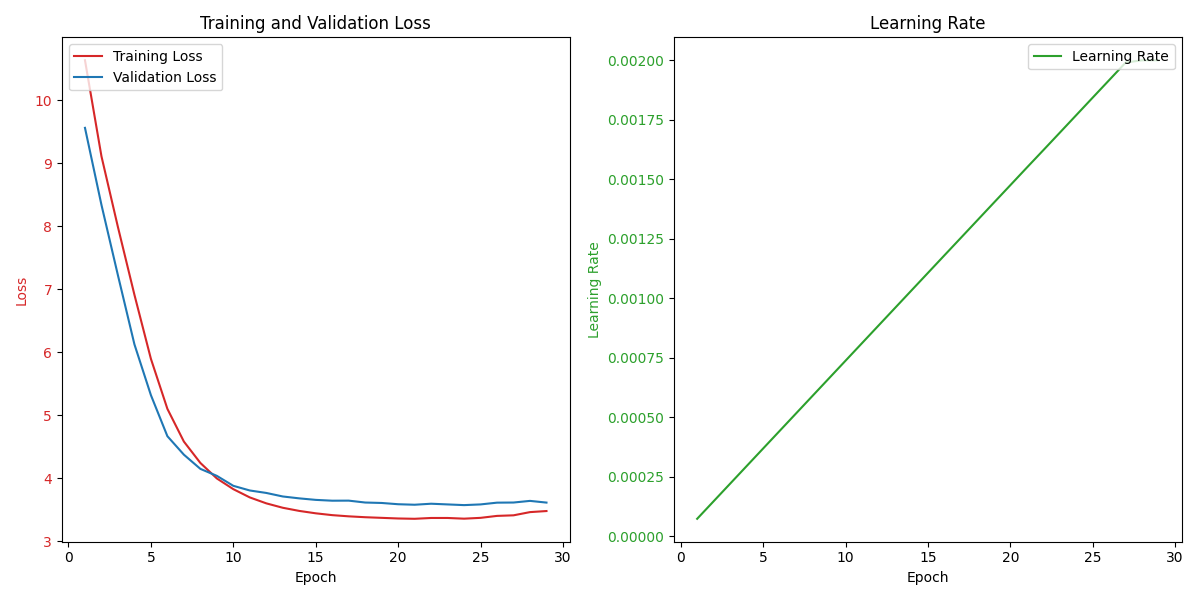 Training and Validation Loss
Training Loss
Validation Loss
10
9
8
7
6
5
4
3
Loss
0 5 10 15 20 25 30
Epoch
Learning Rate
Learning Rate
0.00200
0.00175
0.00150
0.00125
0.00100
0.00075
0.00050
0.00025
0.00000
Learning Rate
0 5 10 15 20 25 30
Epoch